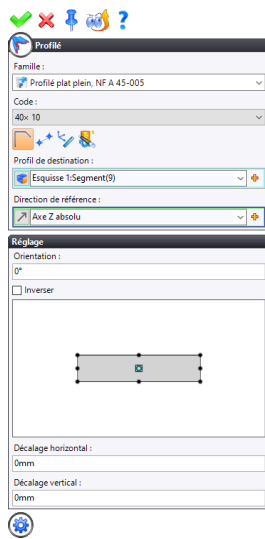 ?
Profilé
Famille :
Profilé plat plein, NF A 45-005
Code :
40× 10
Profil de destination :
Esquisse 1:Segment(9)
Direction de référence :
Axe Z absolu
Réglage
Orientation :
0°
Inverser
Décalage horizontal :
0mm
Décalage vertical :
0mm